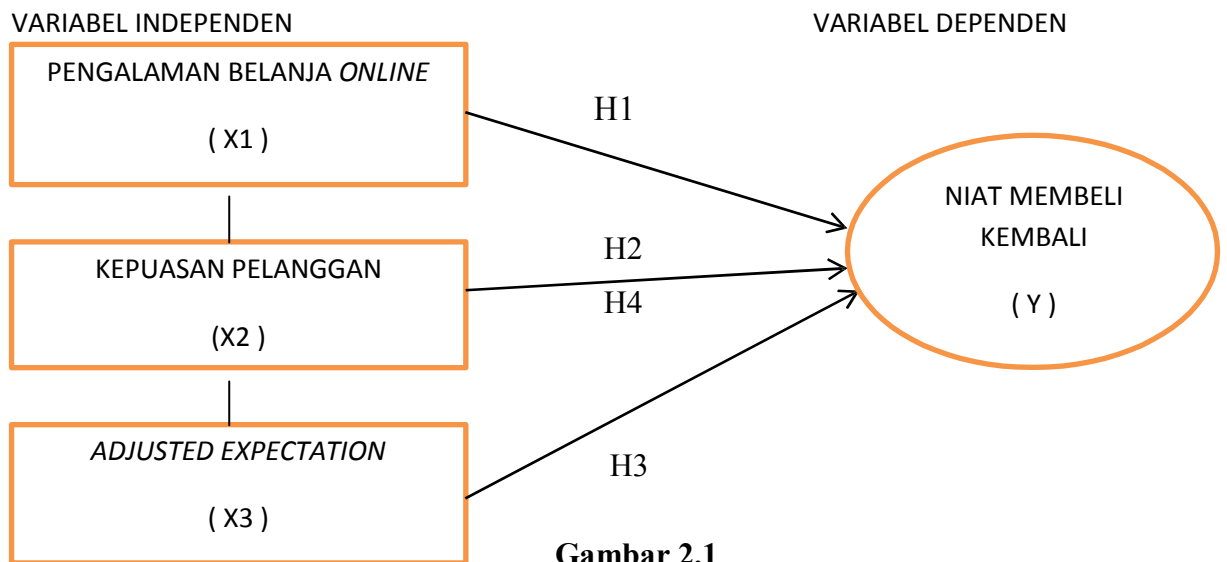 VARIABEL INDEPENDEN
VARIABEL DEPENDEN
PENGALAMAN BELANJA ONLINE
( X1 )
H1
KEPUASAN PELANGGAN
(X2 )
H2
H4
NIAT MEMBELI
KEMBALI
( Y )
ADJUSTED EXPECTATION
( X3 )
H3
Gambar 2.1